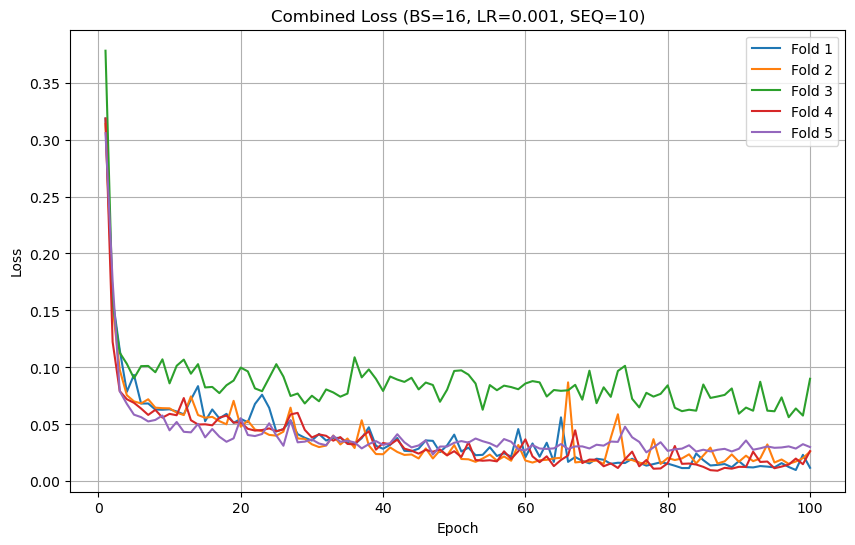 Combined Loss (BS=16, LR=0.001, SEQ=10)
Fold 1
Fold 2
Fold 3
Fold 4
Fold 5
Loss
0.35
0.30
0.25
0.20
0.15
0.10
0.05
0.00
0 20 40 60 80 100
Epoch